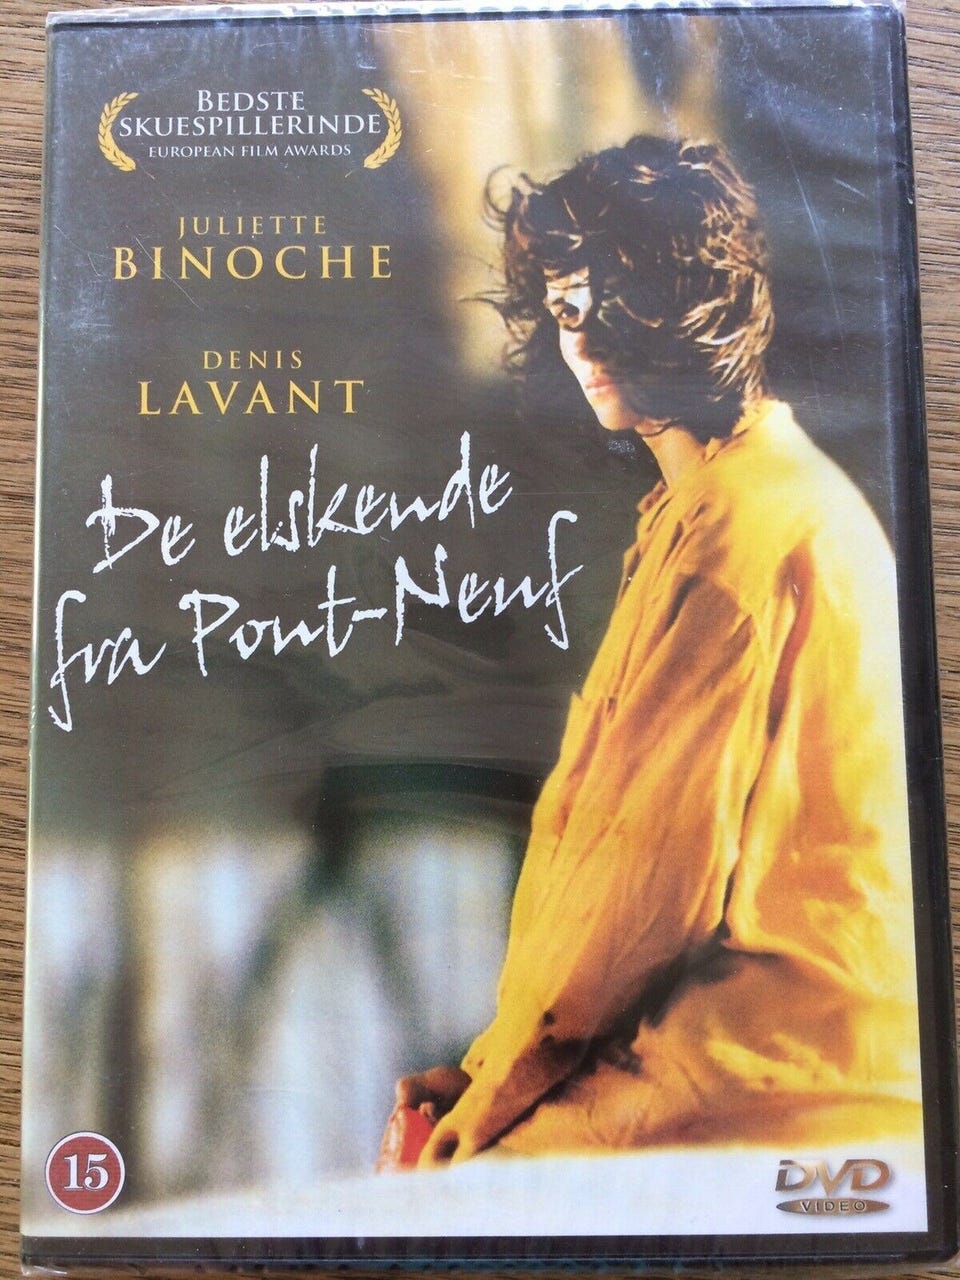 BEDSTE
SKUESPILLERINDE
EUROPEAN FILM AWARDS
JULIETTE
BINOCHE
DENIS
LAVANT
De elskende
fra Pont-Neuf
15
DVD
VIDEO